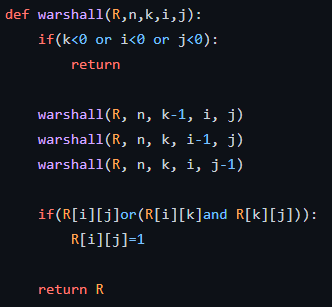 def warshall(R,n,k,i,j):
    if(k<0 or i<0 or j<0):
        return
    warshall(R, n, k-1, i, j)
    warshall(R, n, k, i-1, j)
    warshall(R, n, k, i, j-1)
    if(R[i][j]or(R[i][k]and R[k][j])):
        R[i][j]=1
    return R